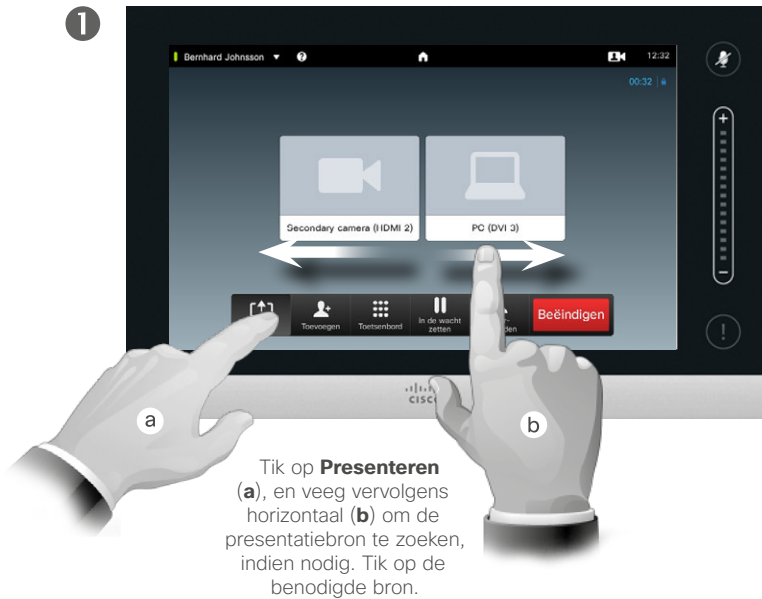 1
Bernhard Johnsson
?
12:32
00:32
+
Secondary camera (HDMI 2)
PC (DVI 3)
−
Toevoegen
Toetsenbord
In de wacht
zetten
Beëindigen
!
CISC
a
b
Tik op Presenteren
(a), en veeg vervolgens
horizontaal (b) om de
presentatiebron te zoeken,
indien nodig. Tik op de
benodigde bron.